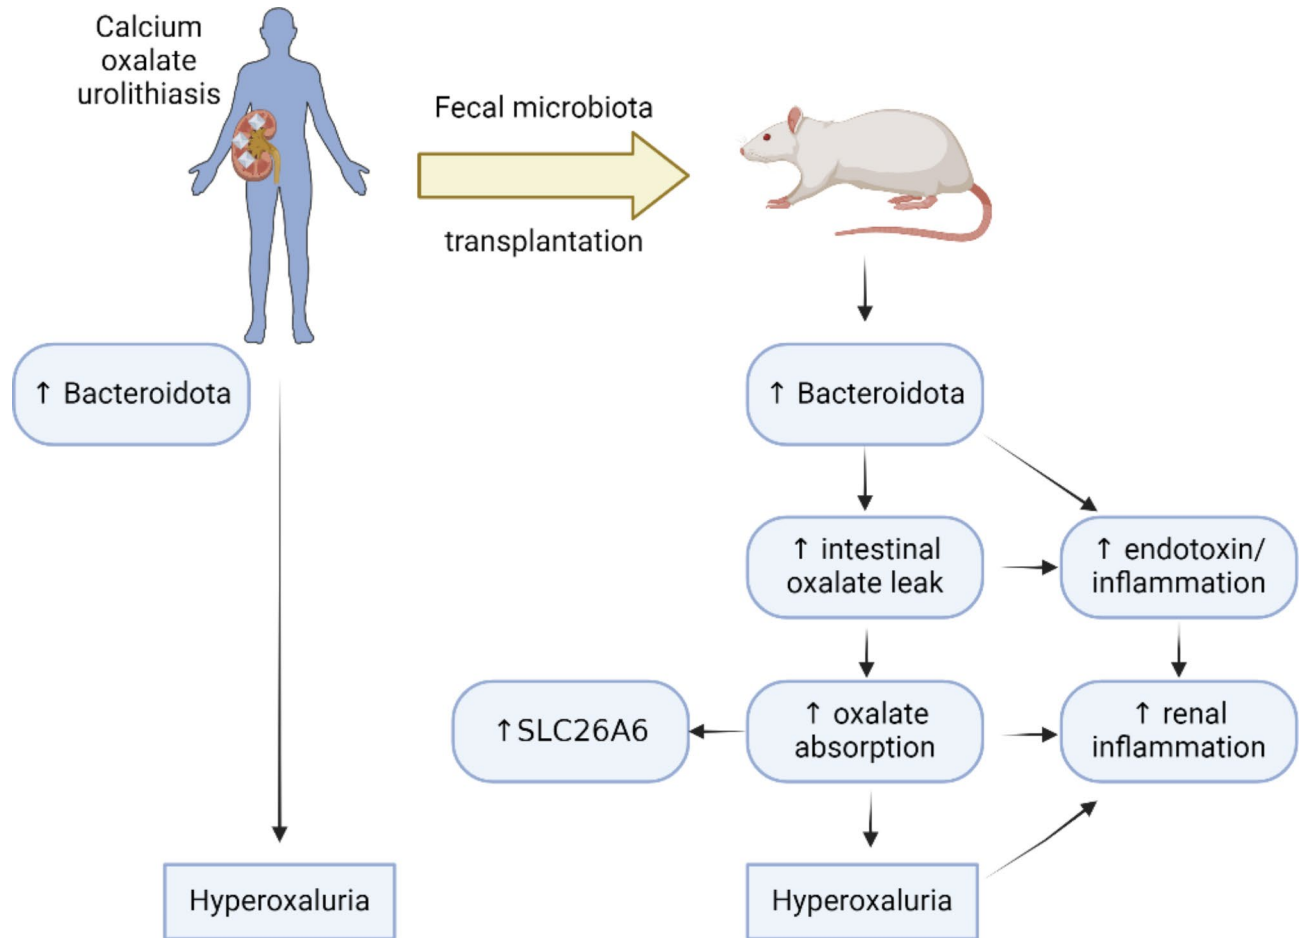 Calcium
oxalate
urolithiasis
Fecal microbiota
transplantation
↑ Bacteroidota
↑ Bacteroidota
↑ intestinal
oxalate leak
↑ endotoxin/
inflammation
↑SLC26A6
↑ oxalate
absorption
↑ renal
inflammation
Hyperoxaluria
Hyperoxaluria